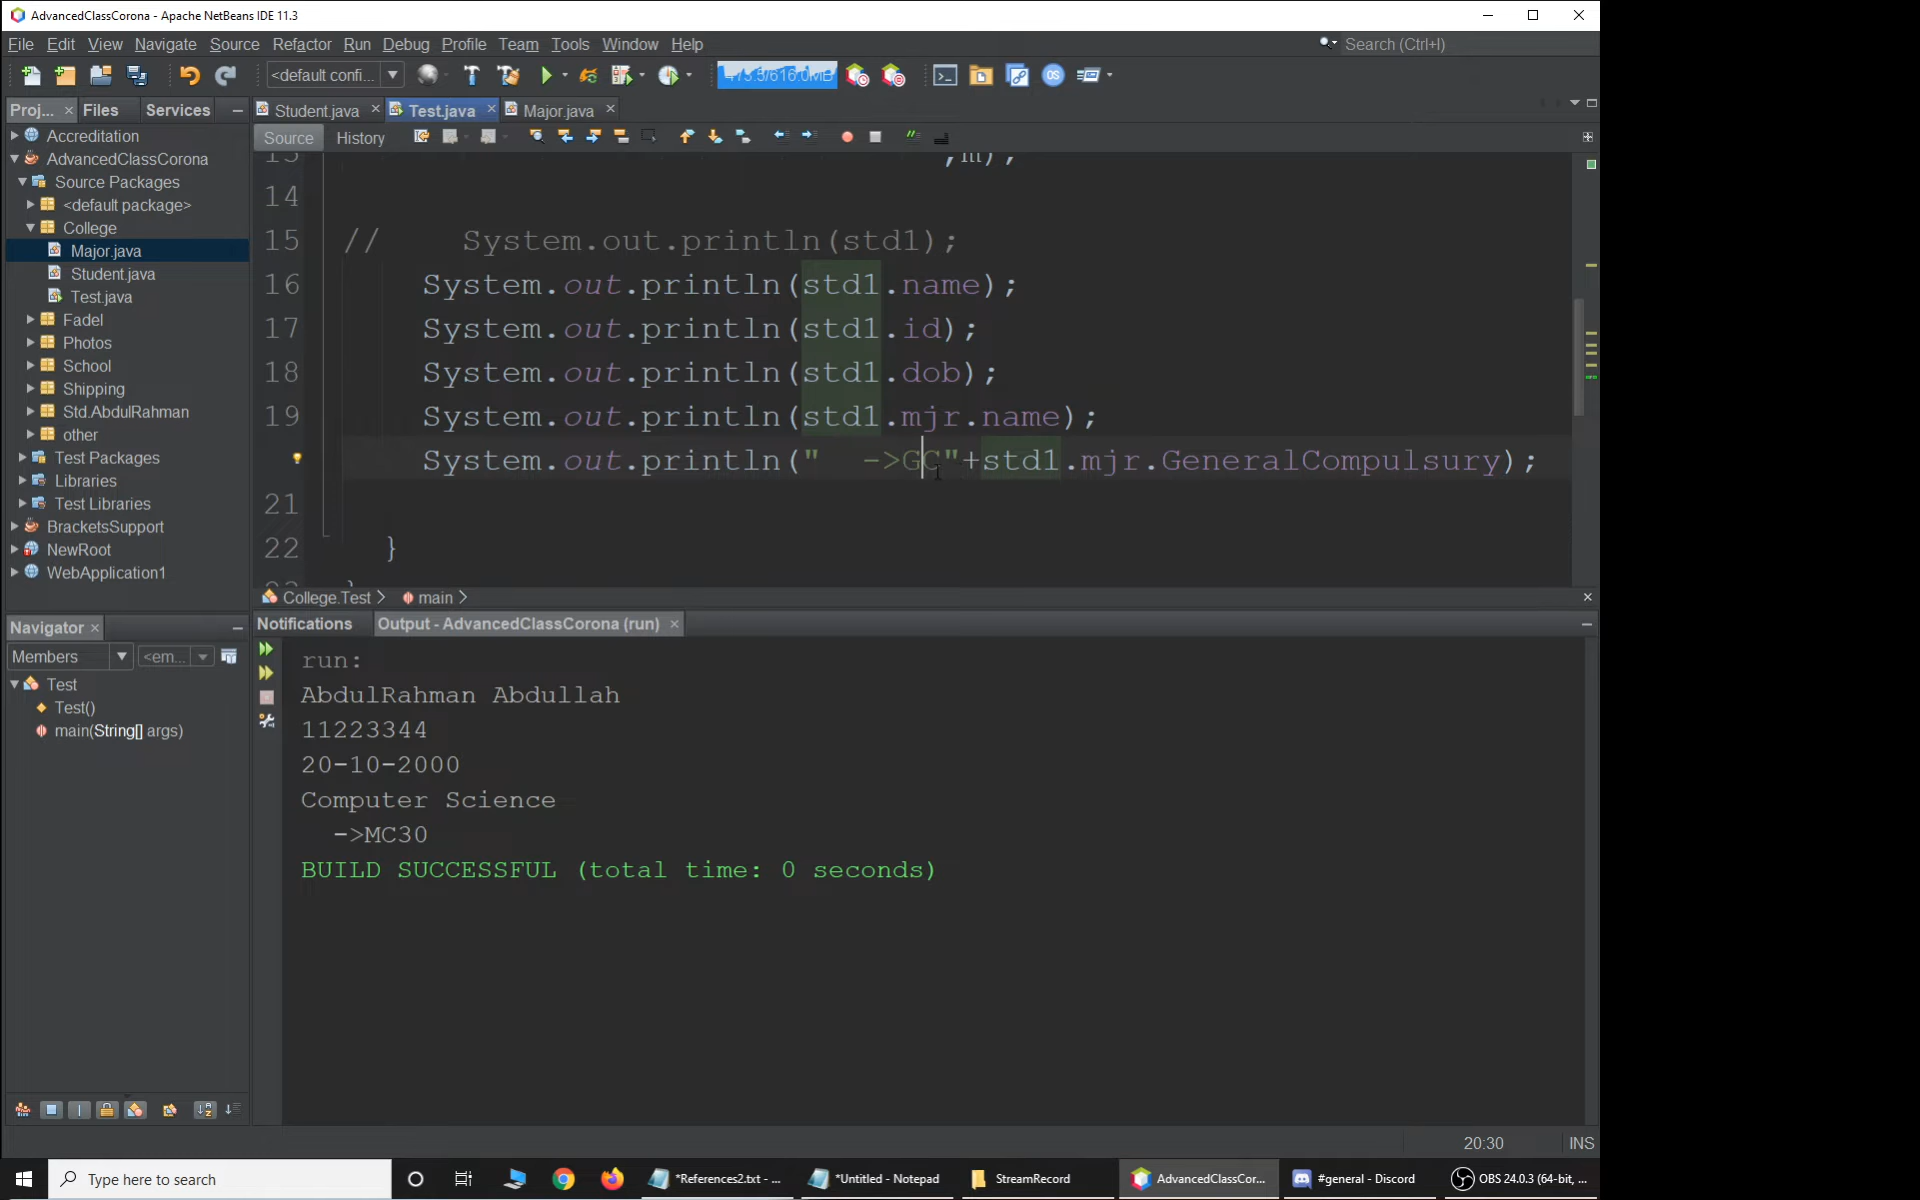 AdvancedClassCorona - Apache NetBeans IDE 11.3
File Edit View Navigate Source Refactor Run Debug Profile Team Tools Window Help
Search (Ctrl+I)
<default confi...
Proj... Files Services
Student.java Test.java Major.java
Source History
Accreditation
AdvancedClassCorona
Source Packages
<default package>
College
Major.java
Student.java
Test.java
Fadel
Photos
School
Shipping
Std.AbdulRahman
other
Test Packages
Libraries
Test Libraries
BracketsSupport
NewRoot
WebApplication1
14
15 // System.out.println(std1);
16 System.out.println(std1.name);
17 System.out.println(std1.id);
18 System.out.println(std1.dob);
19 System.out.println(std1.mjr.name);
System.out.println("  ->GC"+std1.mjr.GeneralCompulsury);
21
22 }
College.Test main
Navigator
Members <em...
Test
Test()
main(String[] args)
Notifications Output - AdvancedClassCorona (run)
run:
AbdulRahman Abdullah
11223344
20-10-2000
Computer Science
->MC30
BUILD SUCCESSFUL (total time: 0 seconds)
20:30 INS
Type here to search
*References2.txt - ... *Untitled - Notepad StreamRecord AdvancedClassCor... #general - Discord OBS 24.0.3 (64-bit, ...